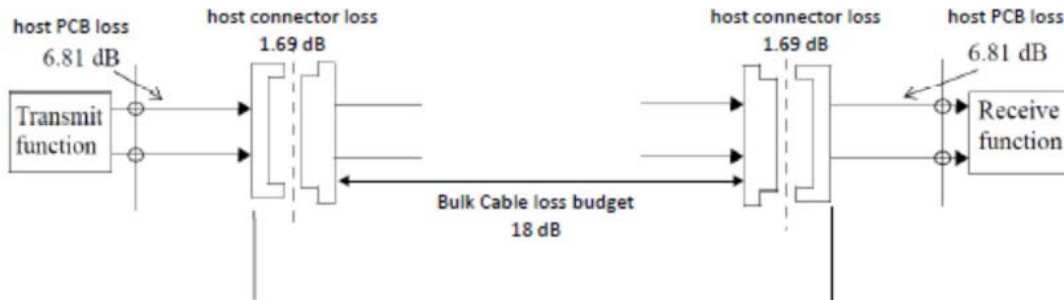 host PCB loss
6.81 dB
host connector loss
1.69 dB
host connector loss
1.69 dB
host PCB loss
6.81 dB
Transmit
function
Receive
function
Bulk Cable loss budget
18 dB